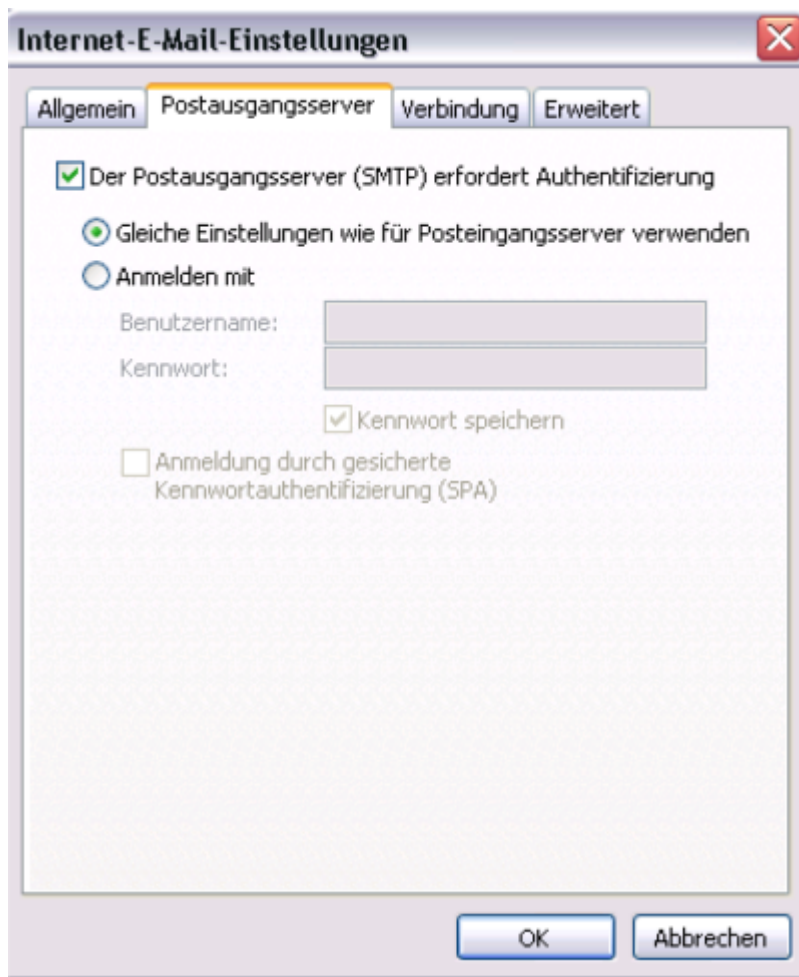 Internet-E-Mail-Einstellungen
Allgemein Postausgangsserver Verbindung Erweitert
Der Postausgangsserver (SMTP) erfordert Authentifizierung
Gleiche Einstellungen wie für Posteingangsserver verwenden
Anmelden mit
Benutzername:
Kennwort:
Kennwort speichern
Anmeldung durch gesicherte
Kennwortauthentifizierung (SPA)
OK Abbrechen